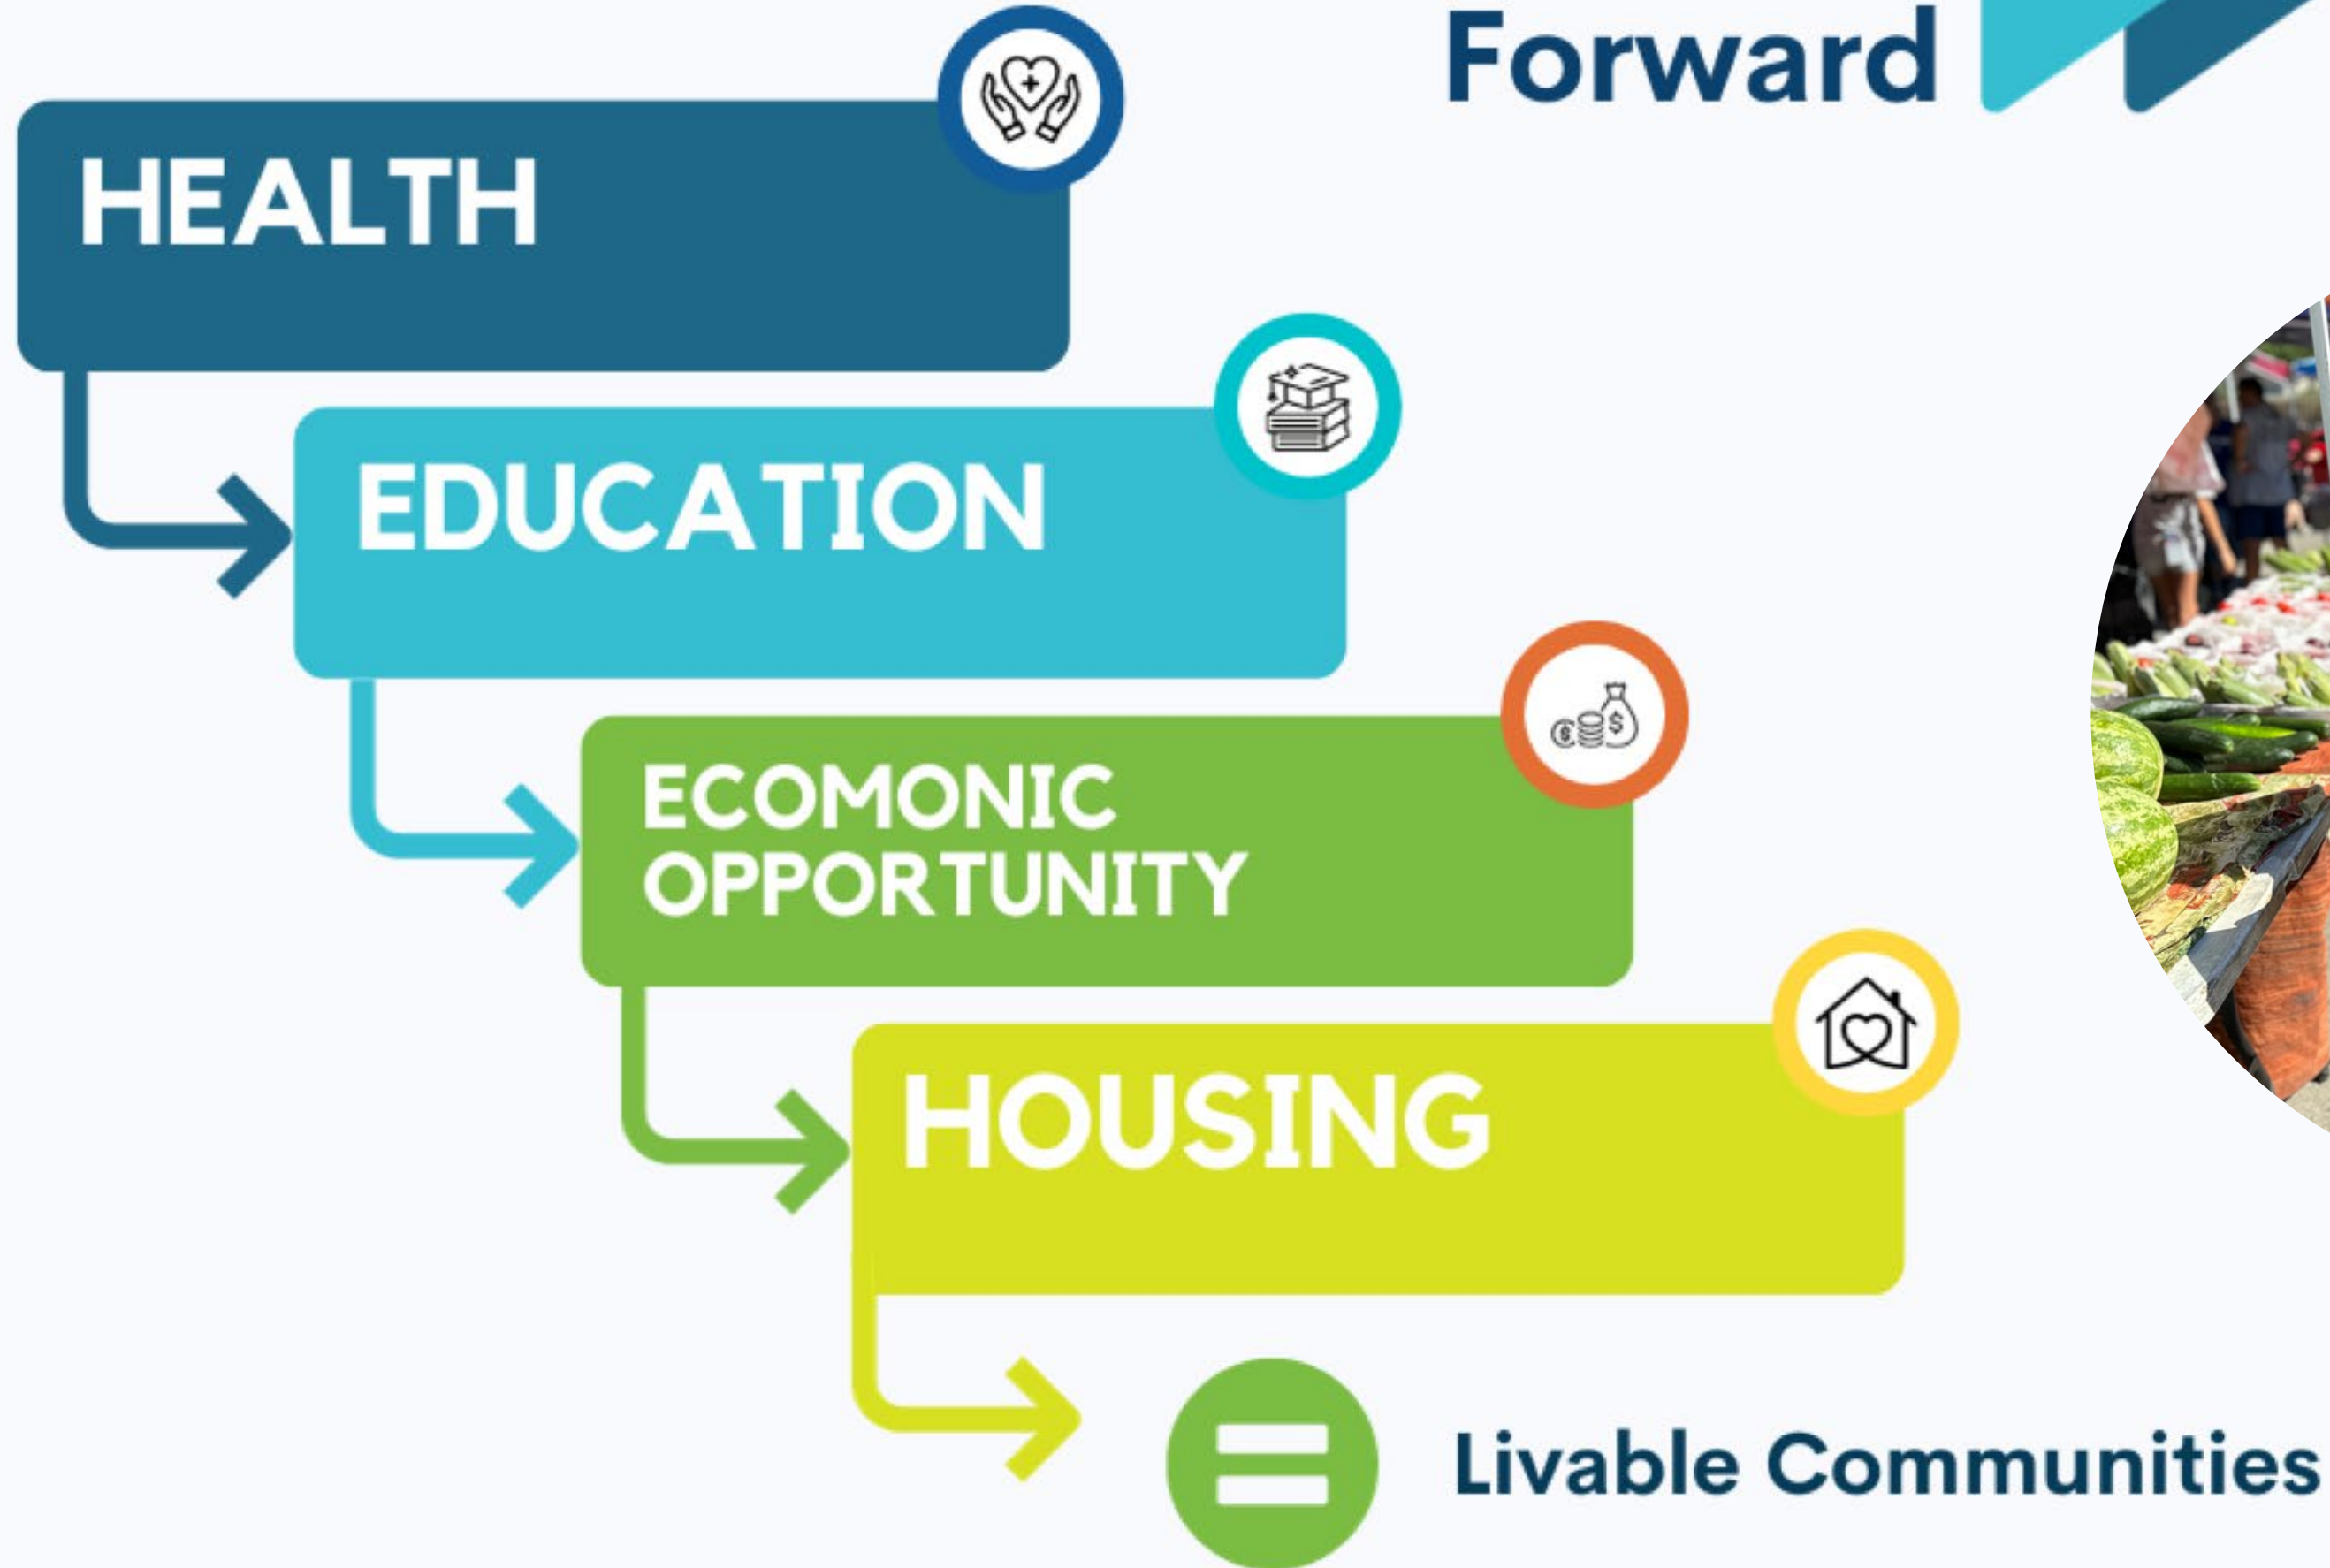 Forward
HEALTH
EDUCATION
ECOMONIC
OPPORTUNITY
HOUSING
Livable Communities